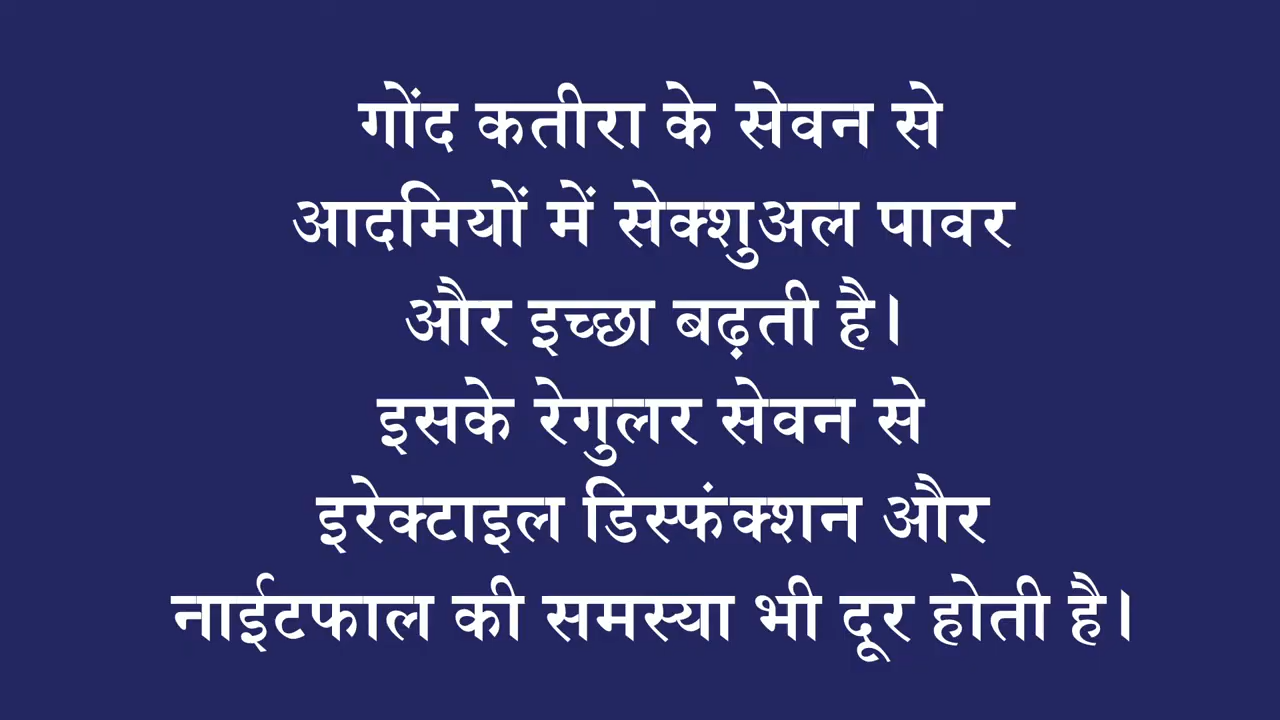 गोंद कतीरा के सेवन से
आदमियों में सेक्शुअल पावर
और इच्छा बढ़ती है।
इसके रेगुलर सेवन से
इरेक्टाइल डिस्फंक्शन और
नाईटफाल की समस्या भी दूर होती है।